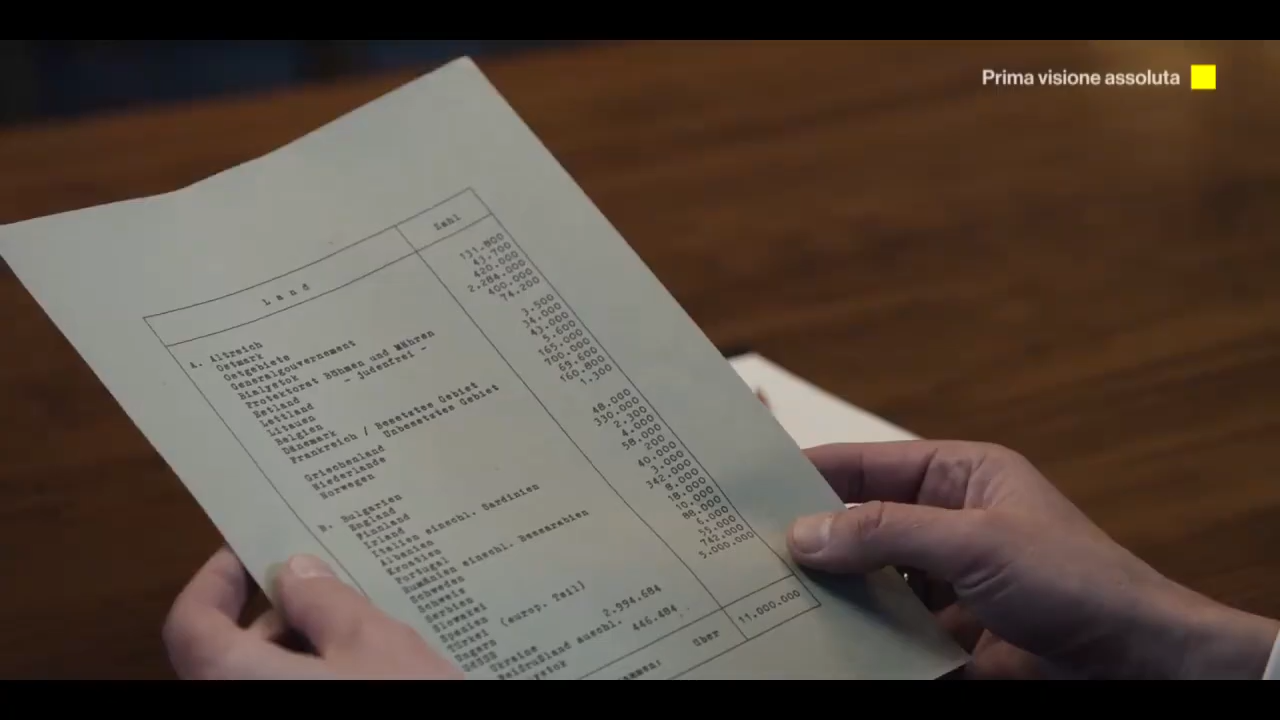 Prima visione assoluta
Land Zahl
A. Altreich 131.800
Ostmark 43.700
Ostgebiete 420.000
Generalgouvernement 2.284.000
Bialystok 400.000
Protektorat Böhmen und Mähren 74.200
Estland - judenfrei -
Lettland 3.500
Litauen 34.000
Belgien 43.000
Dänemark 5.600
Frankreich / Besetztes Gebiet 165.000
Unbesetztes Gebiet 700.000
Griechenland 69.600
Niederlande 160.800
Norwegen 1.300
B. Bulgarien 48.000
England 330.000
Finnland 2.300
Irland 4.000
Italien einschl. Sardinien 58.000
Albanien 200
Kroatien 40.000
Portugal 3.000
Rumänien einschl. Bessarabien 342.000
Schweden 8.000
Schweiz 18.000
Serbien 10.000
Slowakei 88.000
Spanien 6.000
Türkei (europ. Teil) 55.000
Ungarn 742.000
UdSSR 5.000.000
Ukraine 2.994.684
Weißrußland auschl.
ystok 446.484
ammen: über 11.000.000